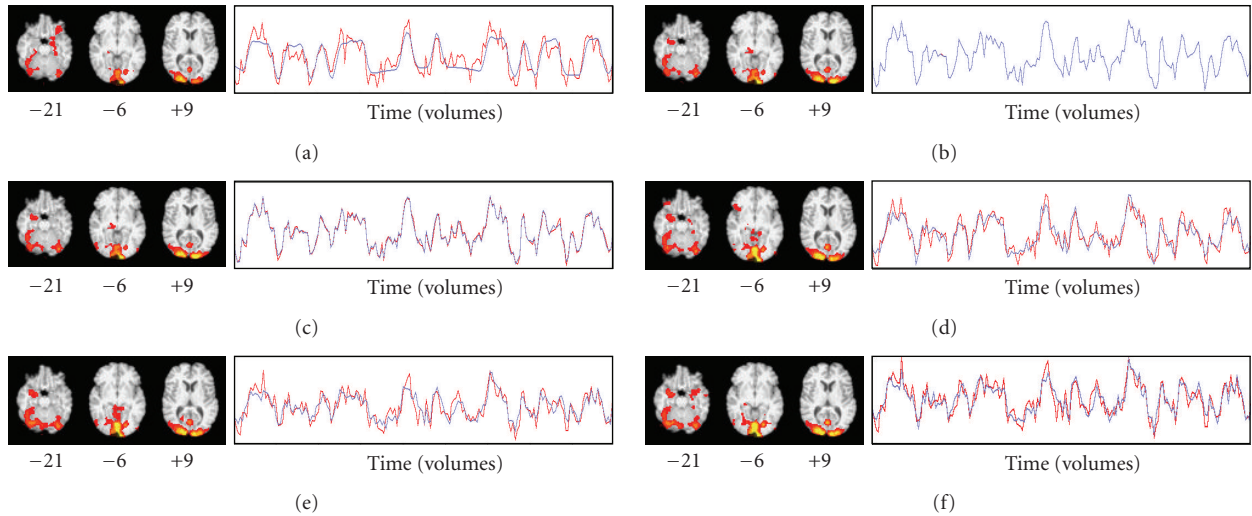 −21 −6 +9 Time (volumes)
(a)
−21 −6 +9 Time (volumes)
(b)
−21 −6 +9 Time (volumes)
(c)
−21 −6 +9 Time (volumes)
(d)
−21 −6 +9 Time (volumes)
(e)
−21 −6 +9 Time (volumes)
(f)